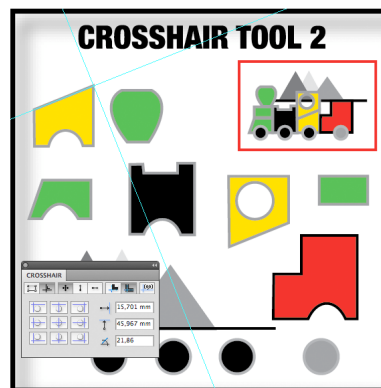 CROSSHAIR TOOL 2
CROSSHAIR
15,701 mm
45,967 mm
21,86